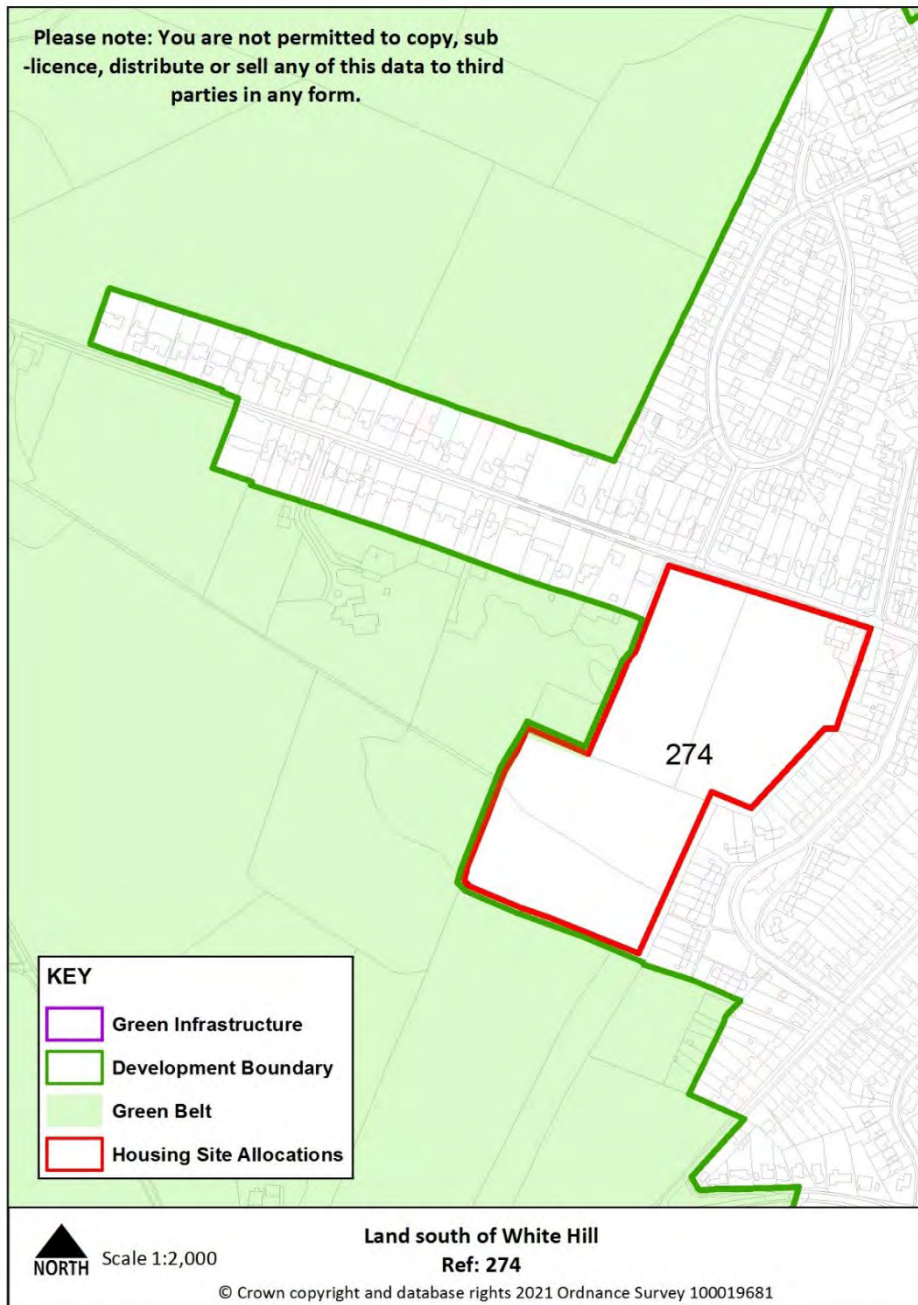 Please note: You are not permitted to copy, sub
-licence, distribute or sell any of this data to third
parties in any form.
274
KEY
Green Infrastructure
Development Boundary
Green Belt
Housing Site Allocations
NORTH
Scale 1:2,000
Land south of White Hill
Ref: 274
© Crown copyright and database rights 2021 Ordnance Survey 100019681